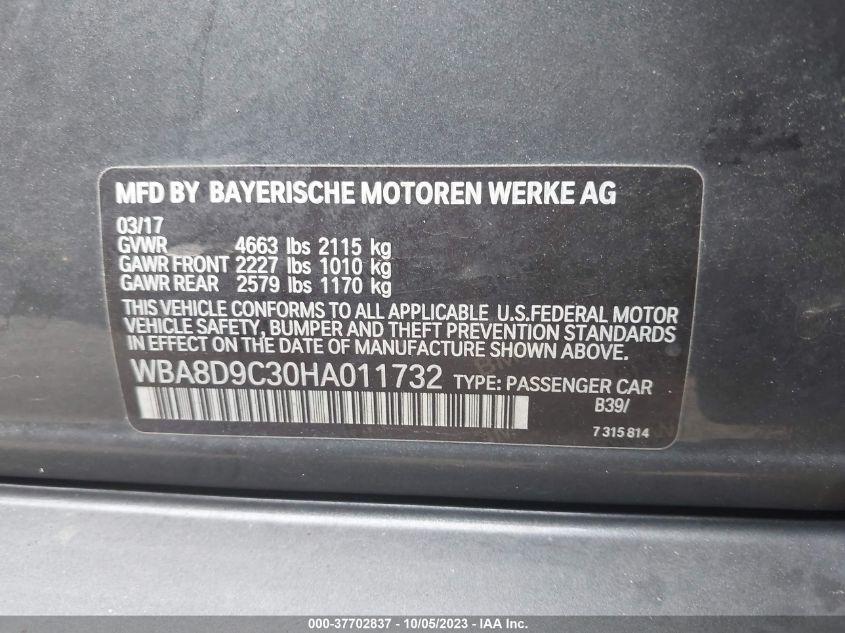 MFD BY BAYERISCHE MOTOREN WERKE AG
03/17
GVWR 4663 lbs 2115 kg
GAWR FRONT 2227 lbs 1010 kg
GAWR REAR 2579 lbs 1170 kg
THIS VEHICLE CONFORMS TO ALL APPLICABLE U.S.FEDERAL MOTOR
VEHICLE SAFETY, BUMPER AND THEFT PREVENTION STANDARDS
IN EFFECT ON THE DATE OF MANUFACTURE SHOWN ABOVE.
WBA8D9C30HA011732 TYPE: PASSENGER CAR
B39/
7 315 814
000-37702837 - 10/05/2023 - IAA Inc.